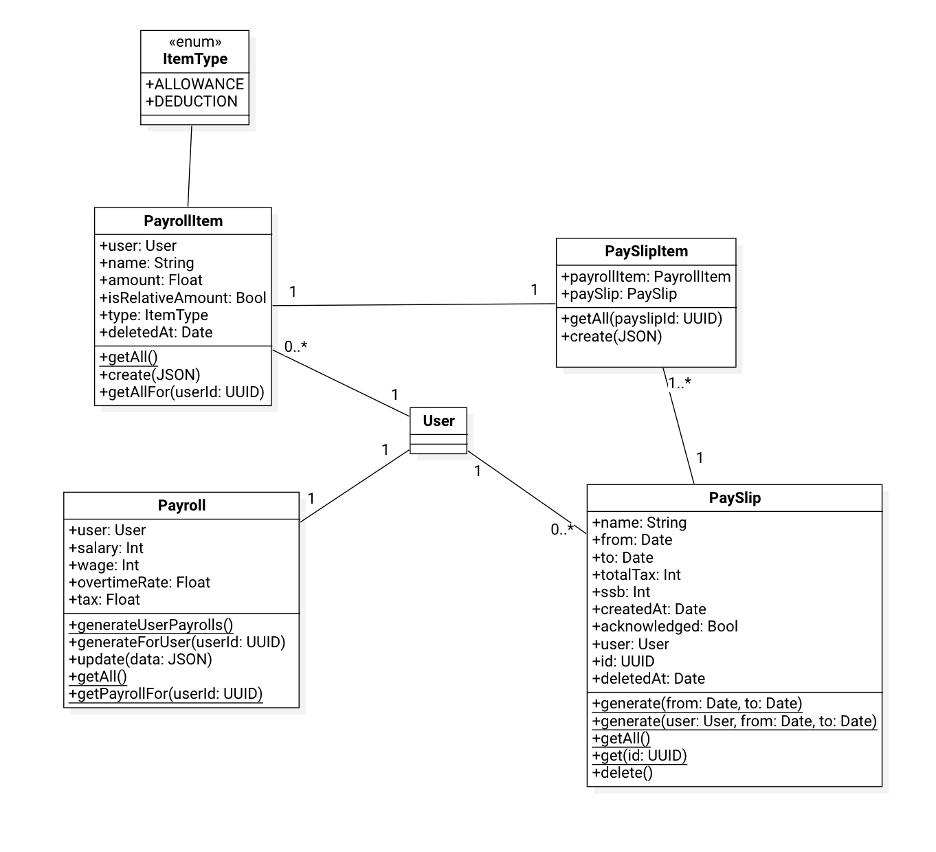 «enum»
ItemType
+ALLOWANCE
+DEDUCTION
PayrollItem
+user: User
+name: String
+amount: Float
+isRelativeAmount: Bool
+type: ItemType
+deletedAt: Date
+getAll()
+create(JSON)
+getAllFor(userId: UUID)
1
1
PaySlipItem
+payrollItem: PayrollItem
+paySlip: PaySlip
+getAll(payslipId: UUID)
+create(JSON)
0..*
1
User
1
1
1
0..*
1..*
1
Payroll
+user: User
+salary: Int
+wage: Int
+overtimeRate: Float
+tax: Float
+generateUserPayrolls()
+generateForUser(userId: UUID)
+update(data: JSON)
+getAll()
+getPayrollFor(userId: UUID)
PaySlip
+name: String
+from: Date
+to: Date
+totalTax: Int
+ssb: Int
+createdAt: Date
+acknowledged: Bool
+user: User
+id: UUID
+deletedAt: Date
+generate(from: Date, to: Date)
+generate(user: User, from: Date, to: Date)
+getAll()
+get(id: UUID)
+delete()